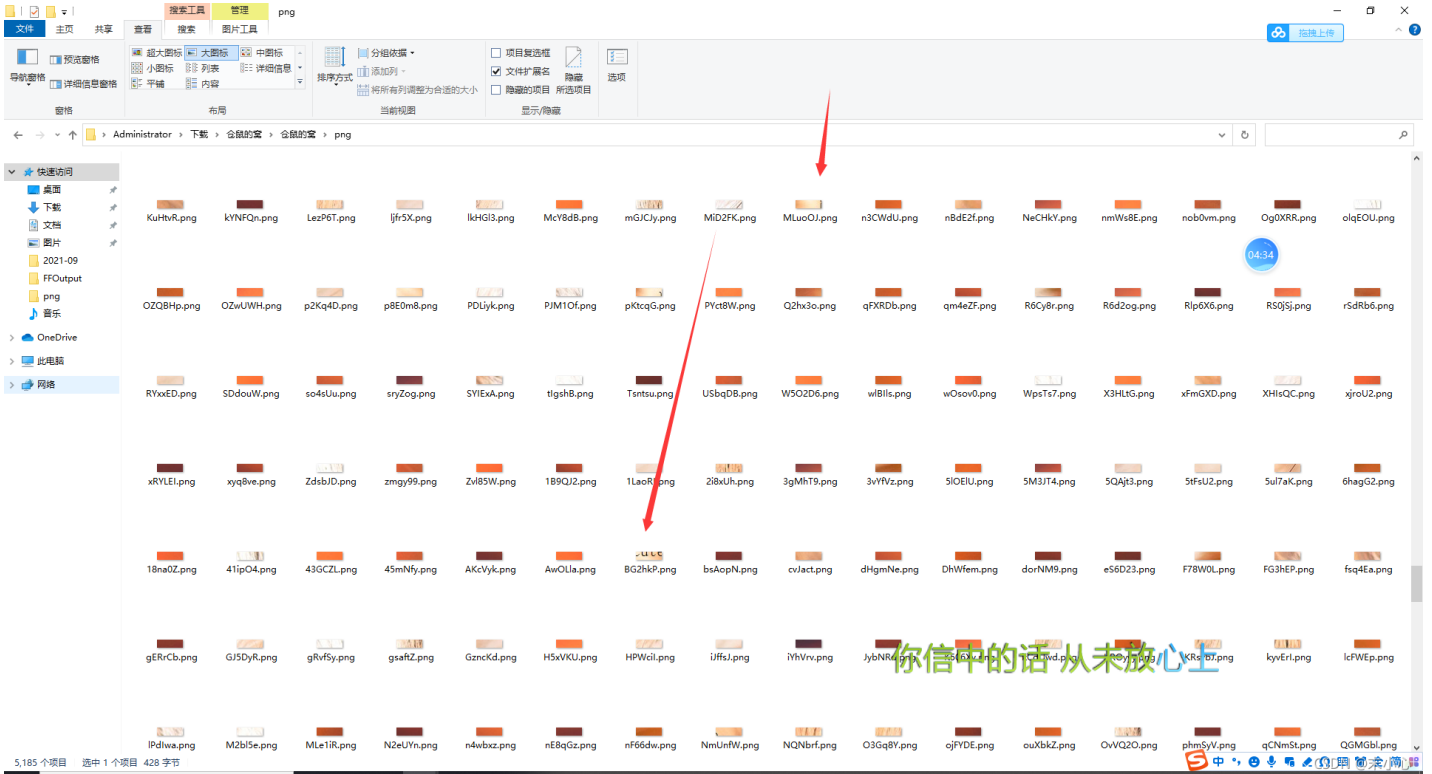 搜索工具 管理 png
文件 主页 共享 查看 搜索 图片工具
拖拽上传
导航窗格 预览窗格 详细信息窗格 窗格
超大图标 大图标 中图标
小图标 列表 详细信息
平铺 内容
布局
排序方式 分组依据 添加列 将所有列调整为合适的大小
当前视图
项目复选框 文件扩展名 隐藏的项目 隐藏 所选项目
显示/隐藏
选项
Administrator 下载 仓鼠的窝 仓鼠的窝 png
快速访问
桌面
下载
文档
图片
2021-09
FFOutput
png
音乐
OneDrive
此电脑
网络
KuHtvR.png kYNFQn.png LezP6T.png ljfr5X.png lkHGl3.png McY8dB.png mGJCJy.png MiD2FK.png MLuoOJ.png n3CWdU.png nBdE2f.png NeCHkY.png nmWs8E.png nob0vm.png Og0XRR.png olqEOU.png
04:34
OZQBHp.png OZwUWH.png p2Kq4D.png p8E0m8.png PDLiyk.png PJM1Of.png pKtcqG.png PYct8W.png Q2hx3o.png qFXRDb.png qm4eZF.png R6Cy8r.png R6d2og.png Rlp6X6.png RS0jSj.png rSdRb6.png
RYxxED.png SDdouW.png so4sUu.png sryZog.png SYIExA.png tIgshB.png Tsntsu.png USbqDB.png W5O2D6.png wlBIls.png wOsov0.png WpsTs7.png X3HLtG.png xFmGXD.png XHIsQC.png xjroU2.png
xRYLEI.png xyq8ve.png ZdsbJD.png zmgy99.png Zvl85W.png 1B9QJ2.png 2i8xUh.png 3gMhT9.png 3vYfVz.png 5lOElU.png 5M3JT4.png 5QAjt3.png 5tFsU2.png 5ul7aK.png 6hagG2.png
18na0Z.png 41ipO4.png 43GCZL.png 45mNfy.png AKcVyk.png AwOLla.png BG2hkP.png bsAopN.png cvJact.png dHgmNe.png DhWfem.png dorNM9.png eS6D23.png F78W0L.png FG3hEP.png fsq4Ea.png
gERrCb.png GJ5DyR.png gRvfSy.png gsaftZ.png GzncKd.png H5xVKU.png HPWciI.png iJffsJ.png iYhVrv.png kyvErI.png lcFWEp.png
你信中的话 从未放心上
lPdIwa.png M2bl5e.png MLe1iR.png N2eUYn.png n4wbxz.png nE8qGz.png nF66dw.png NmUnfW.png NQNbrf.png O3Gq8Y.png ojFYDE.png ouXbkZ.png OvVQ2O.png phmSyV.png qCNmSt.png QGMGbl.png
5,185 个项目 选中 1 个项目 428 字节
中